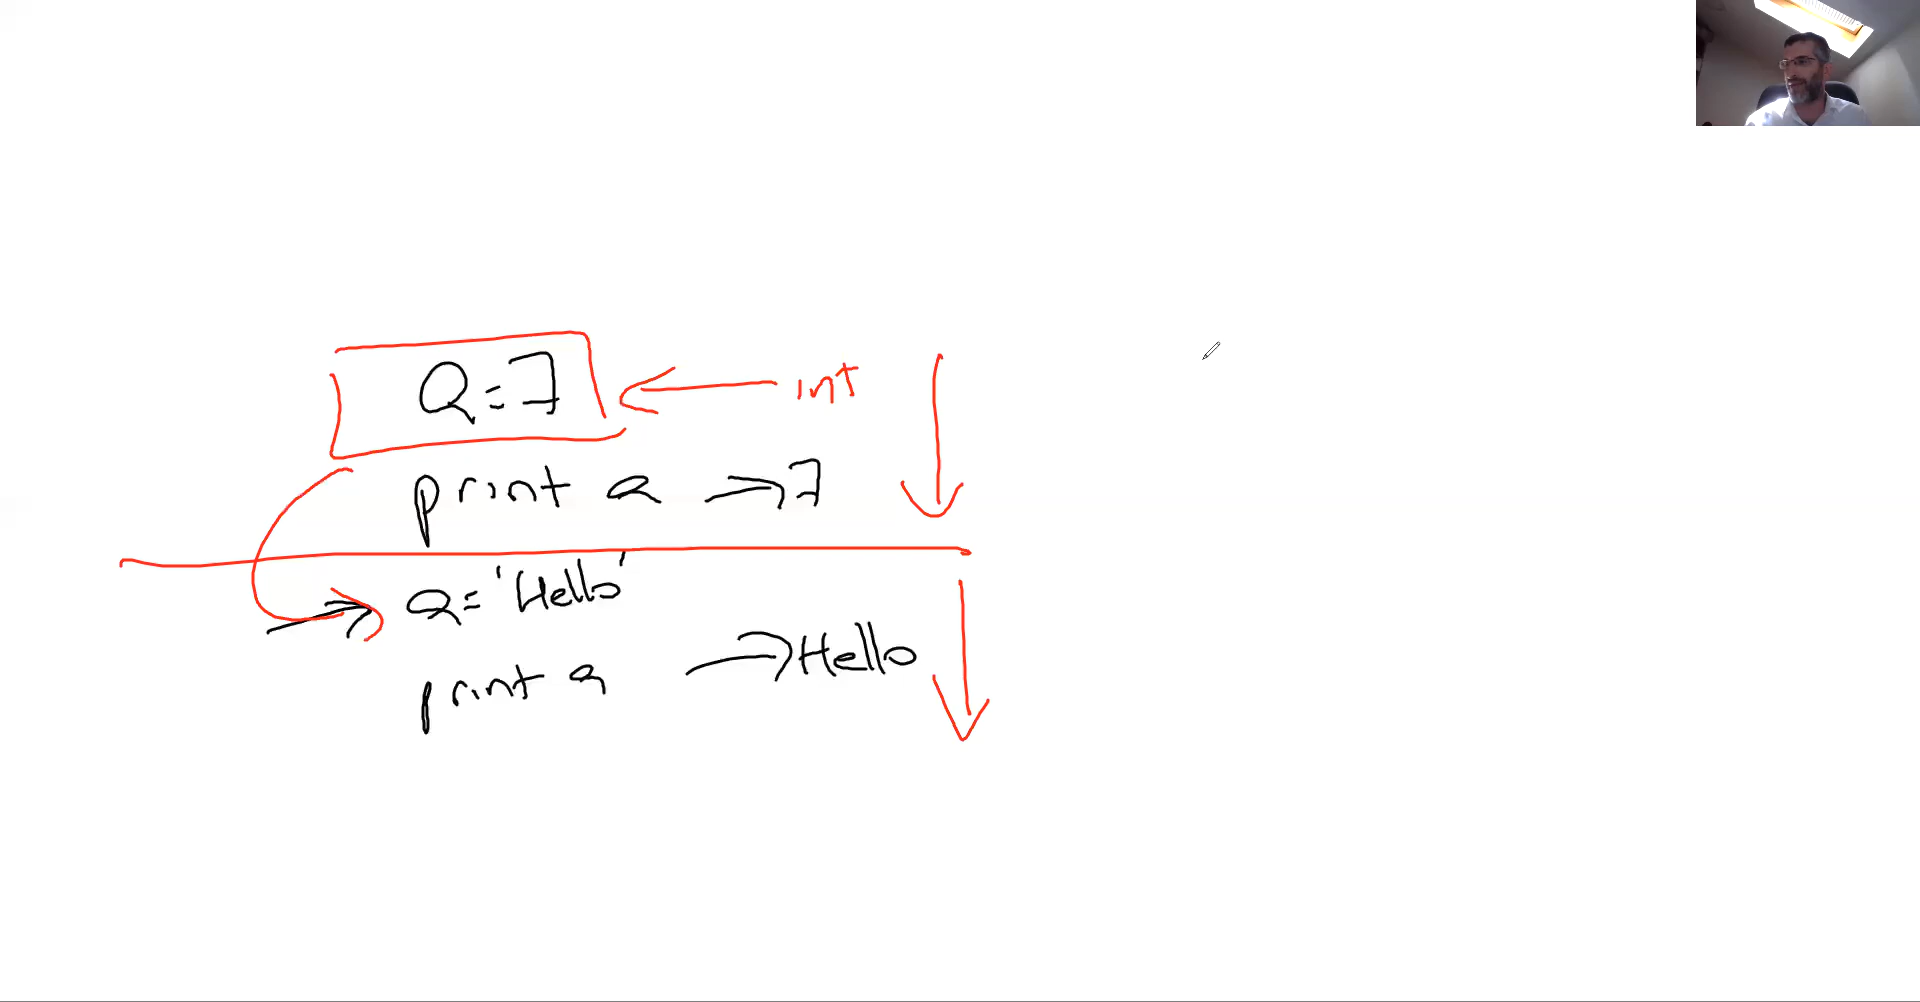 a=7 ← int
print a → 7
a='Hello'
print a → Hello